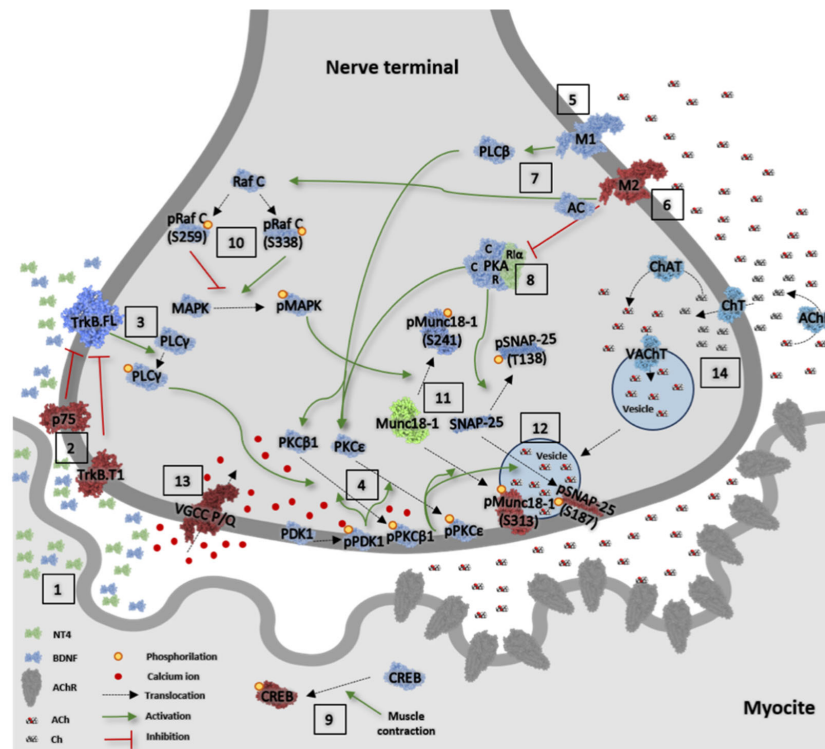 Nerve terminal
5
M1
PLCβ
7
M2
6
AC
Raf C
pRaf C
(S259)
pRaf C
(S338)
10
C
C PKA
R
RIα
8
ChAT
ChT
MAPK
pMAPK
TrkB.FL
3
PLCγ
PLCγ
pMunc18-1
(S241)
pSNAP-25
(T138)
VAChT
Vesicle
14
11
Munc18-1
SNAP-25
12
p75
2
TrkB.T1
PKCβ1
PKCε
13
VGCC P/Q
4
Vesicle
pMunc18-1
(S313)
pSNAP-25
(S187)
PDK1
pPDK1
pPKCβ1
pPKCε
1
NT4
BDNF
AChR
ACh
Ch
Phosphorilation
Calcium ion
Translocation
Activation
Inhibition
CREB
CREB
9
Muscle
contraction
Myocite